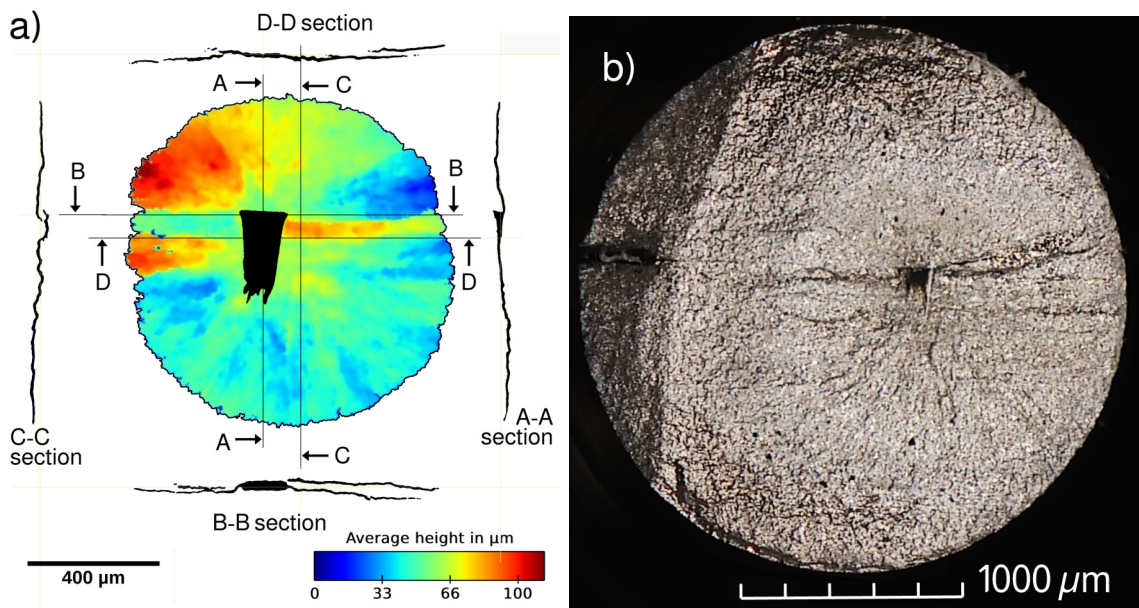 a)
D-D section
A
C
B
B
D
D
C-C
section
A-A
section
A
C
B-B section
400 µm
Average height in µm
0 33 66 100
b)
1000 µm